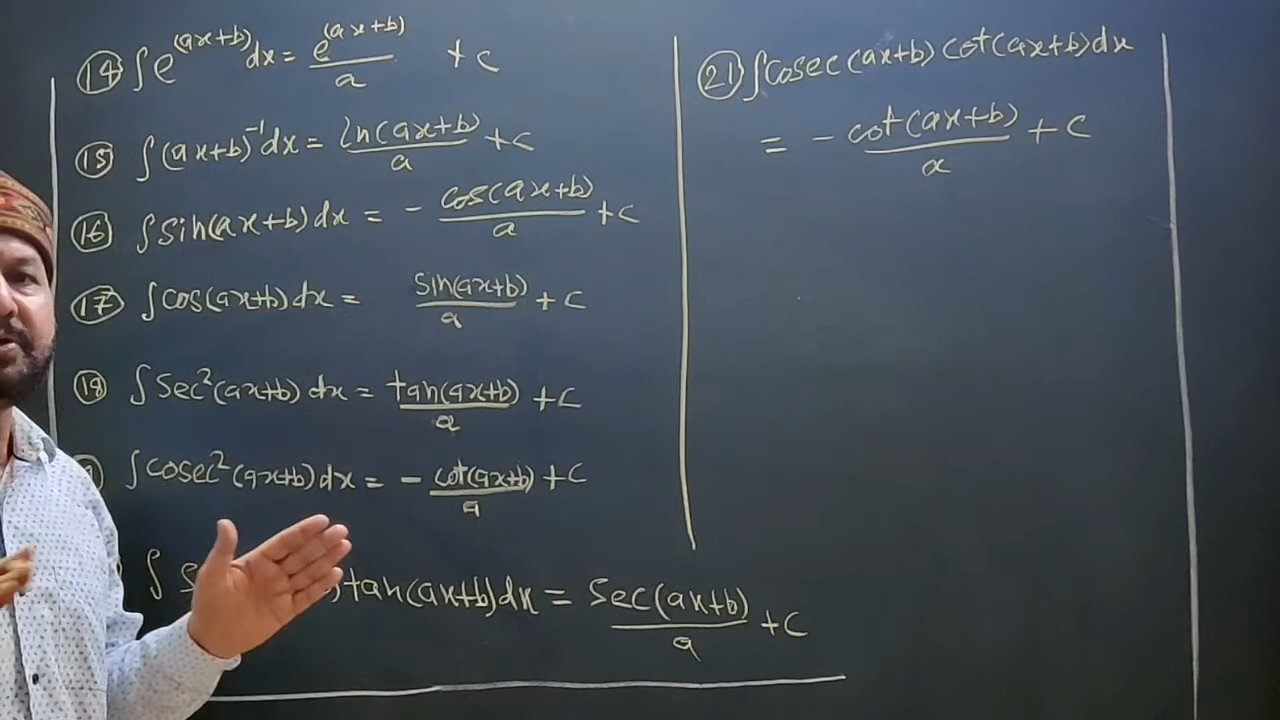 (14) ∫e^(ax+b) dx = e^(ax+b)/a + c
(15) ∫(ax+b)^-1 dx = ln(ax+b)/a + c
(16) ∫sin(ax+b) dx = - cos(ax+b)/a + c
(17) ∫cos(ax+b) dx = sin(ax+b)/a + c
(18) ∫sec²(ax+b) dx = tan(ax+b)/a + c
∫cosec²(ax+b) dx = - cot(ax+b)/a + c
∫ tan(ax+b) dx = sec(ax+b)/a + c
(21) ∫cosec(ax+b) cot(ax+b) dx
= - cot(ax+b)/a + c